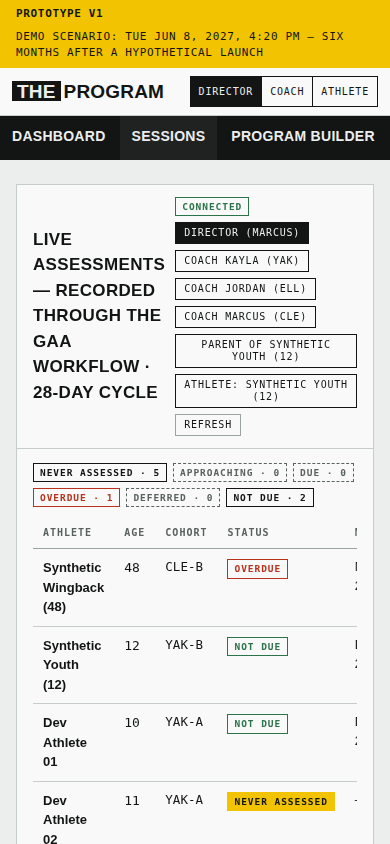 PROTOTYPE V1
DEMO SCENARIO: TUE JUN 8, 2027, 4:20 PM — SIX
MONTHS AFTER A HYPOTHETICAL LAUNCH
THE PROGRAM
DIRECTOR COACH ATHLETE
DASHBOARD SESSIONS PROGRAM BUILDER
LIVE
ASSESSMENTS
— RECORDED
THROUGH THE
GAA
WORKFLOW ·
28-DAY CYCLE
CONNECTED
DIRECTOR (MARCUS)
COACH KAYLA (YAK)
COACH JORDAN (ELL)
COACH MARCUS (CLE)
PARENT OF SYNTHETIC
YOUTH (12)
ATHLETE: SYNTHETIC YOUTH
(12)
REFRESH
NEVER ASSESSED · 5 APPROACHING · 0 DUE · 0
OVERDUE · 1 DEFERRED · 0 NOT DUE · 2
ATHLETE AGE COHORT STATUS
Synthetic
Wingback
(48)
48 CLE-B OVERDUE
Synthetic
Youth
(12)
12 YAK-B NOT DUE
Dev
Athlete
01
10 YAK-A NOT DUE
Dev
Athlete
02
11 YAK-A NEVER ASSESSED